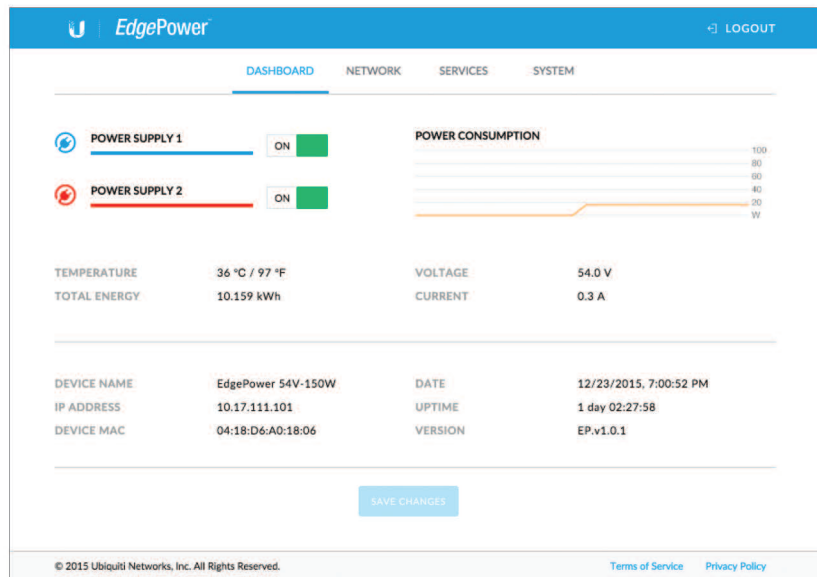 EdgePower™
LOGOUT
DASHBOARD NETWORK SERVICES SYSTEM
POWER SUPPLY 1 ON
POWER SUPPLY 2 ON
POWER CONSUMPTION
100
80
60
40
20
W
TEMPERATURE 36 °C / 97 °F VOLTAGE 54.0 V
TOTAL ENERGY 10.159 kWh CURRENT 0.3 A
DEVICE NAME EdgePower 54V-150W DATE 12/23/2015, 7:00:52 PM
IP ADDRESS 10.17.111.101 UPTIME 1 day 02:27:58
DEVICE MAC 04:18:D6:A0:18:06 VERSION EP.v1.0.1
SAVE CHANGES
© 2015 Ubiquiti Networks, Inc. All Rights Reserved. Terms of Service Privacy Policy